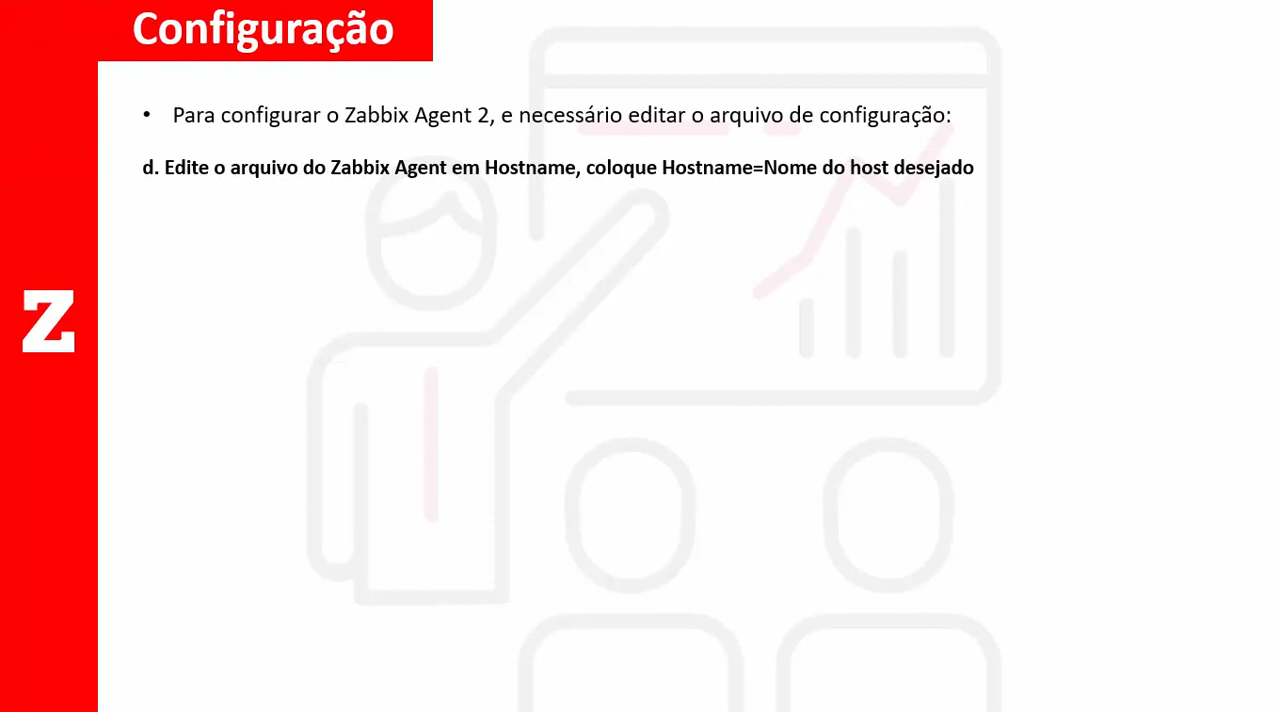 Configuração
• Para configurar o Zabbix Agent 2, e necessário editar o arquivo de configuração:
d. Edite o arquivo do Zabbix Agent em Hostname, coloque Hostname=Nome do host desejado
Z